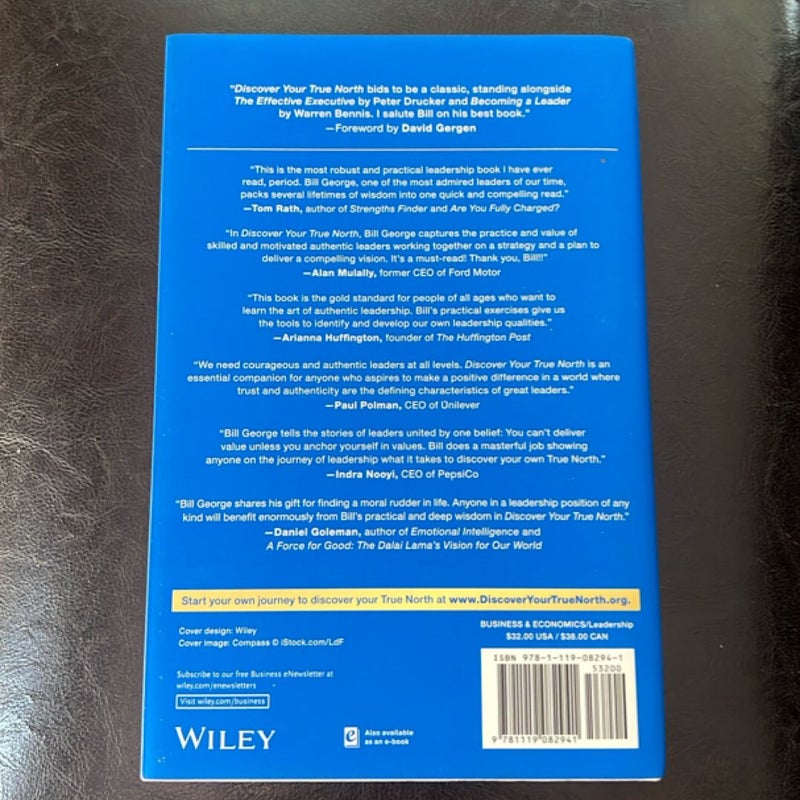 "Discover Your True North bids to be a classic, standing alongside
The Effective Executive by Peter Drucker and Becoming a Leader
by Warren Bennis. I salute Bill on his best book."
—Foreword by David Gergen
"This is the most robust and practical leadership book I have ever
read, period. Bill George, one of the most admired leaders of our time,
packs several lifetimes of wisdom into one quick and compelling read."
—Tom Rath, author of Strengths Finder and Are You Fully Charged?
"In Discover Your True North, Bill George captures the practice and value of
skilled and motivated authentic leaders working together on a strategy and a plan to
deliver a compelling vision. It's a must-read! Thank you, Bill!!"
—Alan Mulally, former CEO of Ford Motor
"This book is the gold standard for people of all ages who want to
learn the art of authentic leadership. Bill's practical exercises give us
the tools to identify and develop our own leadership qualities."
—Arianna Huffington, founder of The Huffington Post
"We need courageous and authentic leaders at all levels. Discover Your True North is an
essential companion for anyone who aspires to make a positive difference in a world where
trust and authenticity are the defining characteristics of great leaders."
—Paul Polman, CEO of Unilever
"Bill George tells the stories of leaders united by one belief: You can't deliver
value unless you anchor yourself in values. Bill does a masterful job showing
anyone on the journey of leadership what it takes to discover your own True North."
—Indra Nooyi, CEO of PepsiCo
"Bill George shares his gift for finding a moral rudder in life. Anyone in a leadership position of any
kind will benefit enormously from Bill's practical and deep wisdom in Discover Your True North."
—Daniel Goleman, author of Emotional Intelligence and
A Force for Good: The Dalai Lama's Vision for Our World
Start your own journey to discover your True North at www.DiscoverYourTrueNorth.org.
Cover design: Wiley
Cover image: Compass © iStock.com/LdF
Subscribe to our free Business eNewsletter at
wiley.com/enewsletters
Visit wiley.com/business
WILEY
e
Also available
as an e-book
BUSINESS & ECONOMICS/Leadership
$32.00 USA / $38.00 CAN
ISBN 978-1-119-08294-1
53200
9 781119 082941